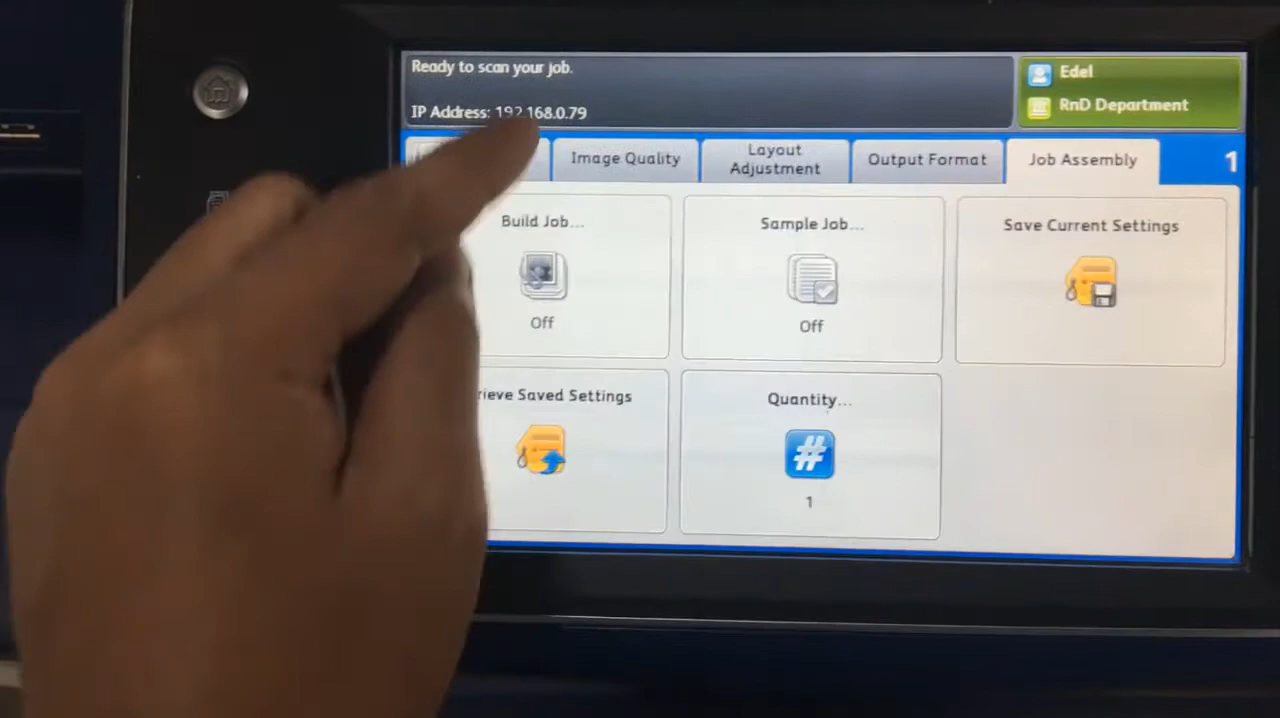 Ready to scan your job.
IP Address: 192.168.0.79
Edel
RnD Department
Image Quality
Layout
Adjustment
Output Format
Job Assembly
1
Build Job...
Off
Sample Job...
Off
Save Current Settings
rieve Saved Settings
Quantity...
#
1